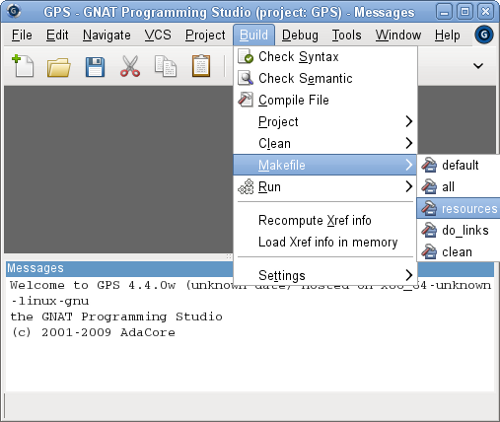 GPS - GNAT Programming Studio (project: GPS) - Messages
File Edit Navigate VCS Project Build Debug Tools Window Help
Check Syntax
Check Semantic
Compile File
Project
Clean
Makefile
default
Run
all
resources
Recompute Xref info
do_links
Load Xref info in memory
clean
Settings
Messages
Welcome to GPS 4.4.0w (unknown date) hosted on x86_64-unknown
-linux-gnu
the GNAT Programming Studio
(c) 2001-2009 AdaCore